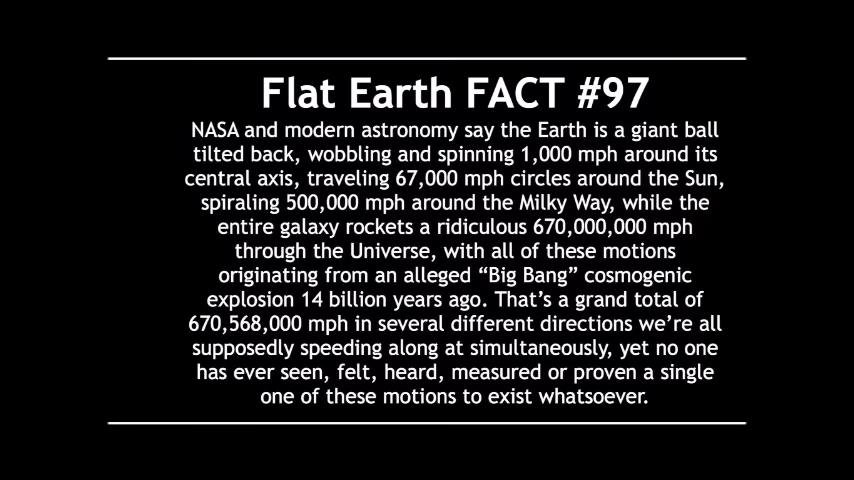 Flat Earth FACT #97
NASA and modern astronomy say the Earth is a giant ball
tilted back, wobbling and spinning 1,000 mph around its
central axis, traveling 67,000 mph circles around the Sun,
spiraling 500,000 mph around the Milky Way, while the
entire galaxy rockets a ridiculous 670,000,000 mph
through the Universe, with all of these motions
originating from an alleged “Big Bang” cosmogenic
explosion 14 billion years ago. That’s a grand total of
670,568,000 mph in several different directions we’re all
supposedly speeding along at simultaneously, yet no one
has ever seen, felt, heard, measured or proven a single
one of these motions to exist whatsoever.